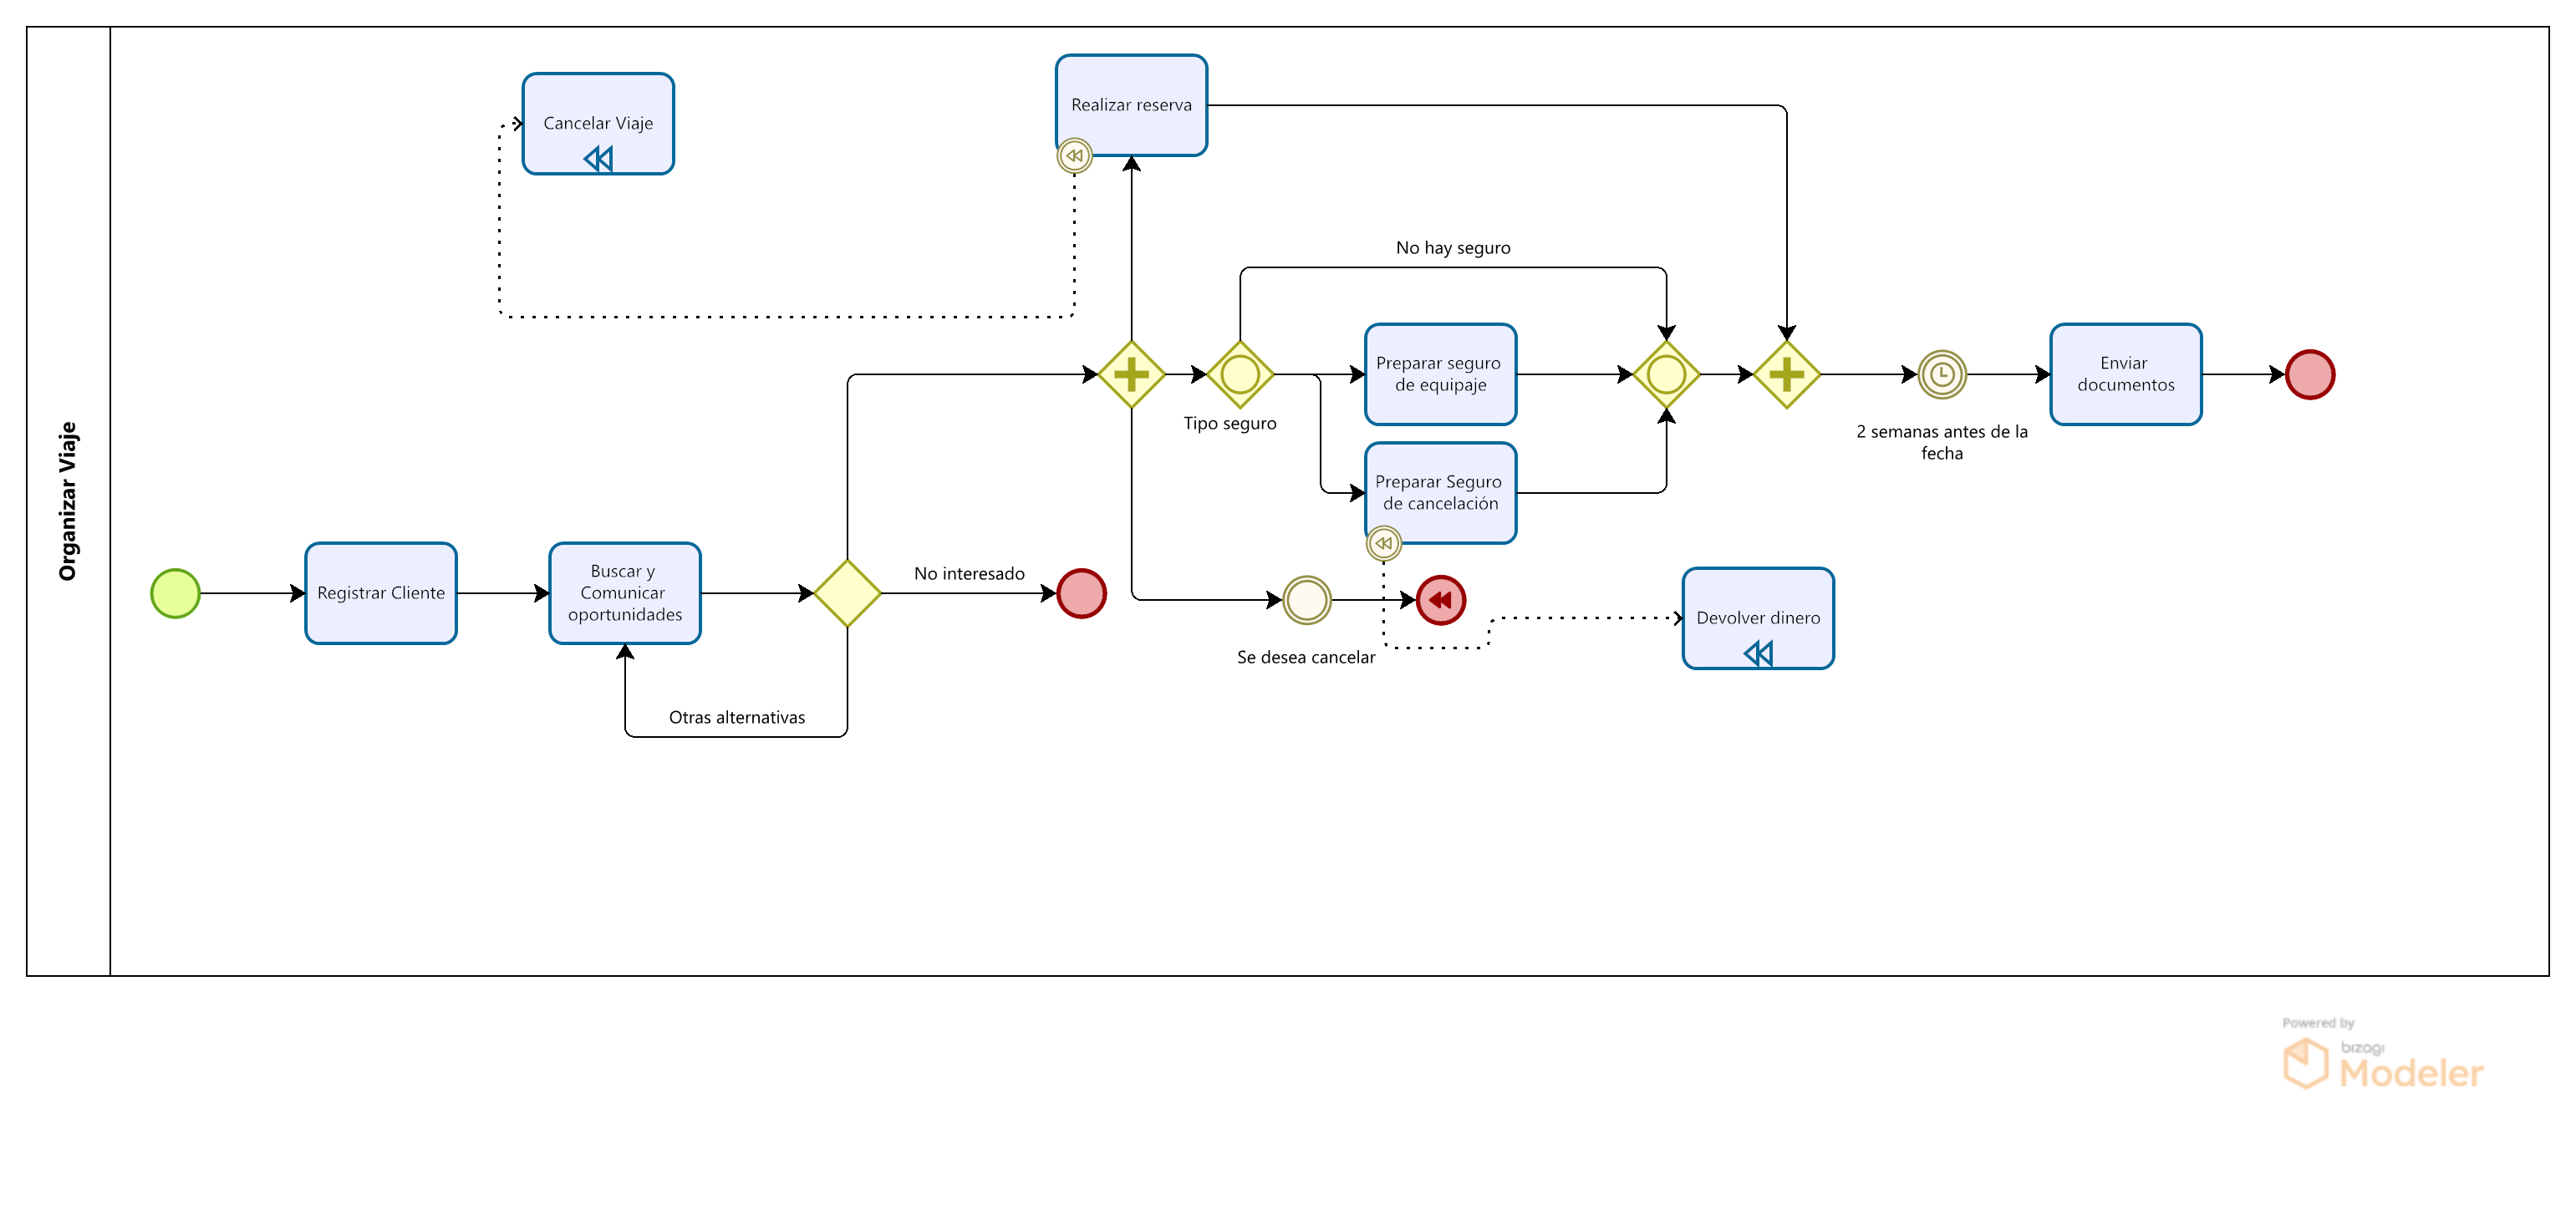 Organizar Viaje
Cancelar Viaje
Realizar reserva
No hay seguro
Preparar seguro
de equipaje
Enviar
documentos
Tipo seguro
2 semanas antes de la
fecha
Preparar Seguro
de cancelación
Registrar Cliente
Buscar y
Comunicar
oportunidades
No interesado
Devolver dinero
Se desea cancelar
Otras alternativas
Powered by
bizagi
Modeler